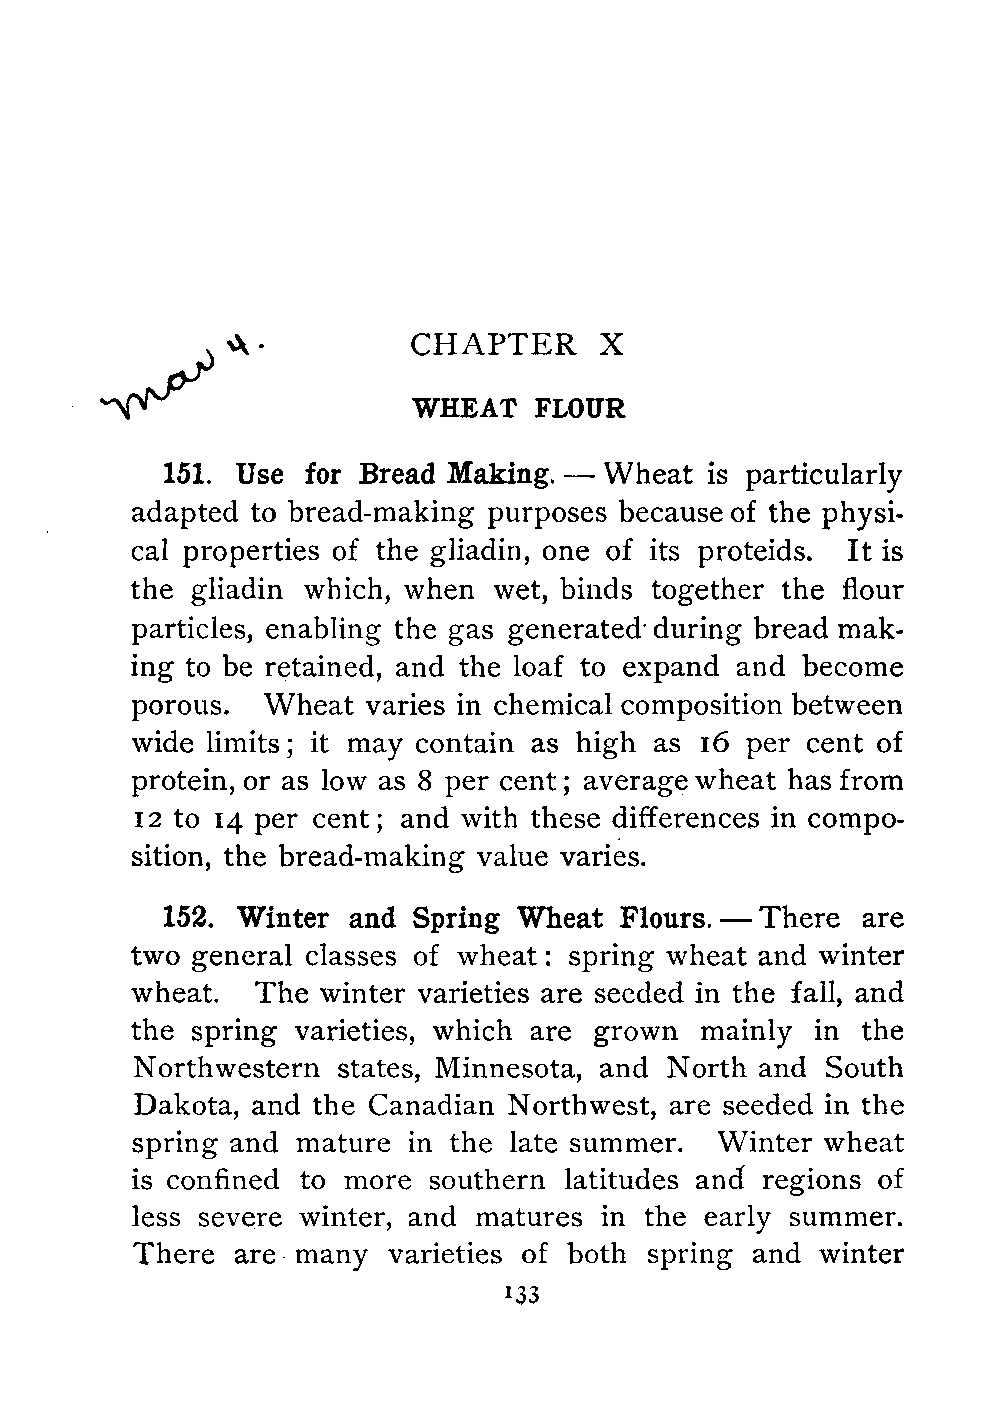 Mar 4.
CHAPTER X
WHEAT FLOUR
151. Use for Bread Making. — Wheat is particularly
adapted to bread-making purposes because of the physi-
cal properties of the gliadin, one of its proteids. It is
the gliadin which, when wet, binds together the flour
particles, enabling the gas generated during bread mak-
ing to be retained, and the loaf to expand and become
porous. Wheat varies in chemical composition between
wide limits; it may contain as high as 16 per cent of
protein, or as low as 8 per cent; average wheat has from
12 to 14 per cent; and with these differences in compo-
sition, the bread-making value varies.
152. Winter and Spring Wheat Flours. — There are
two general classes of wheat: spring wheat and winter
wheat. The winter varieties are seeded in the fall, and
the spring varieties, which are grown mainly in the
Northwestern states, Minnesota, and North and South
Dakota, and the Canadian Northwest, are seeded in the
spring and mature in the late summer. Winter wheat
is confined to more southern latitudes and regions of
less severe winter, and matures in the early summer.
There are many varieties of both spring and winter
133